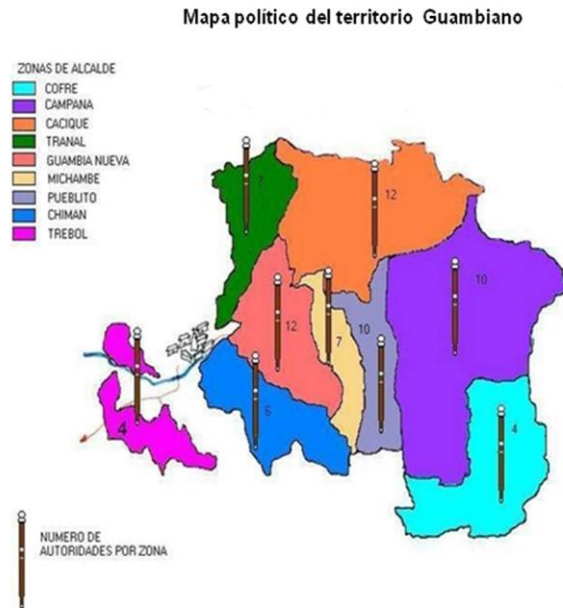 Mapa político del territorio Guambiano
ZONAS DE ALCALDE
COFRE
CAMPANA
CACIQUE
TRANAL
GUAMBIA NUEVA
MICHAMBE
PUEBLITO
CHIMAN
TREBOL
7
12
10
12
7
10
6
4
4
NUMERO DE
AUTORIDADES POR ZONA